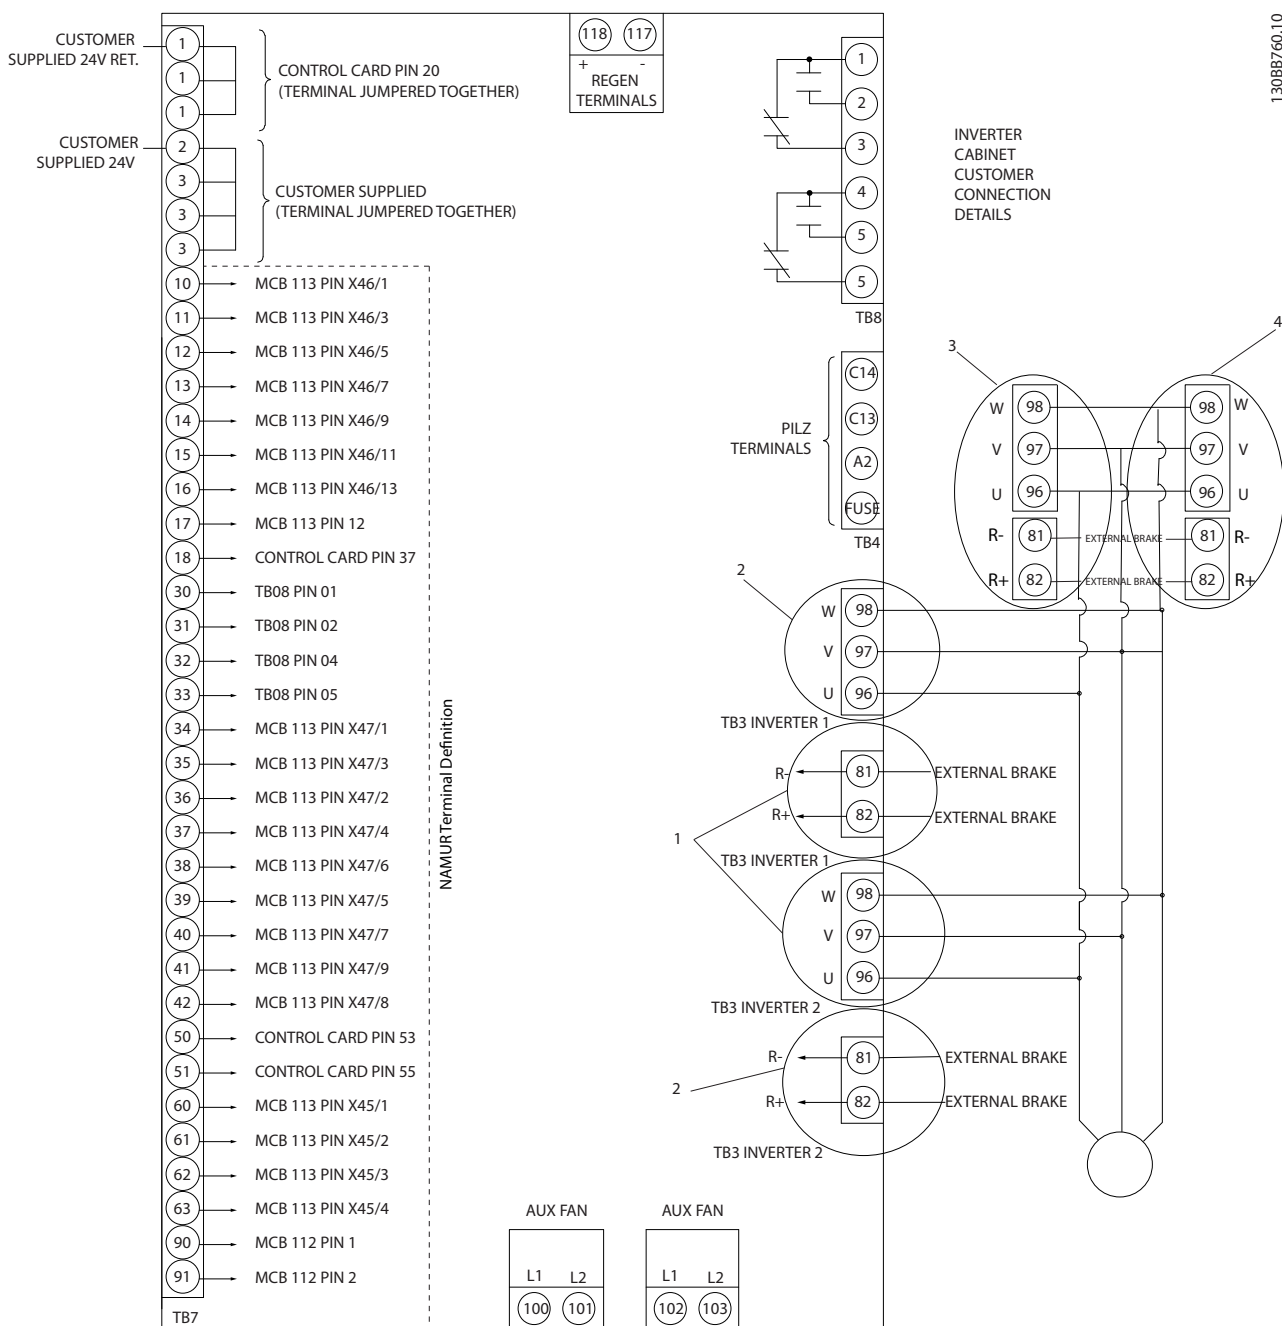 130BB760.10
CUSTOMER
SUPPLIED 24V RET.
1
1
1
CONTROL CARD PIN 20
(TERMINAL JUMPERED TOGETHER)
CUSTOMER
SUPPLIED 24V
2
3
3
3
CUSTOMER SUPPLIED
(TERMINAL JUMPERED TOGETHER)
10 MCB 113 PIN X46/1
11 MCB 113 PIN X46/3
12 MCB 113 PIN X46/5
13 MCB 113 PIN X46/7
14 MCB 113 PIN X46/9
15 MCB 113 PIN X46/11
16 MCB 113 PIN X46/13
17 MCB 113 PIN 12
18 CONTROL CARD PIN 37
30 TB08 PIN 01
31 TB08 PIN 02
32 TB08 PIN 04
33 TB08 PIN 05
34 MCB 113 PIN X47/1
35 MCB 113 PIN X47/3
36 MCB 113 PIN X47/2
37 MCB 113 PIN X47/4
38 MCB 113 PIN X47/6
39 MCB 113 PIN X47/5
40 MCB 113 PIN X47/7
41 MCB 113 PIN X47/9
42 MCB 113 PIN X47/8
50 CONTROL CARD PIN 53
51 CONTROL CARD PIN 55
60 MCB 113 PIN X45/1
61 MCB 113 PIN X45/2
62 MCB 113 PIN X45/3
63 MCB 113 PIN X45/4
90 MCB 112 PIN 1
91 MCB 112 PIN 2
TB7
NAMUR Terminal Definition
118 117
+ -
REGEN
TERMINALS
1
2
3
4
5
5
TB8
INVERTER
CABINET
CUSTOMER
CONNECTION
DETAILS
PILZ
TERMINALS
C14
C13
A2
FUSE
TB4
3
4
W 98 98 W
V 97 97 V
U 96 96 U
R- 81 EXTERNAL BRAKE 81 R-
R+ 82 EXTERNAL BRAKE 82 R+
2
W 98
V 97
U 96
TB3 INVERTER 1
R- 81 EXTERNAL BRAKE
R+ 82 EXTERNAL BRAKE
1
TB3 INVERTER 1
W 98
V 97
U 96
TB3 INVERTER 2
R- 81 EXTERNAL BRAKE
2
R+ 82 EXTERNAL BRAKE
TB3 INVERTER 2
AUX FAN
L1 L2
100 101
AUX FAN
L1 L2
102 103